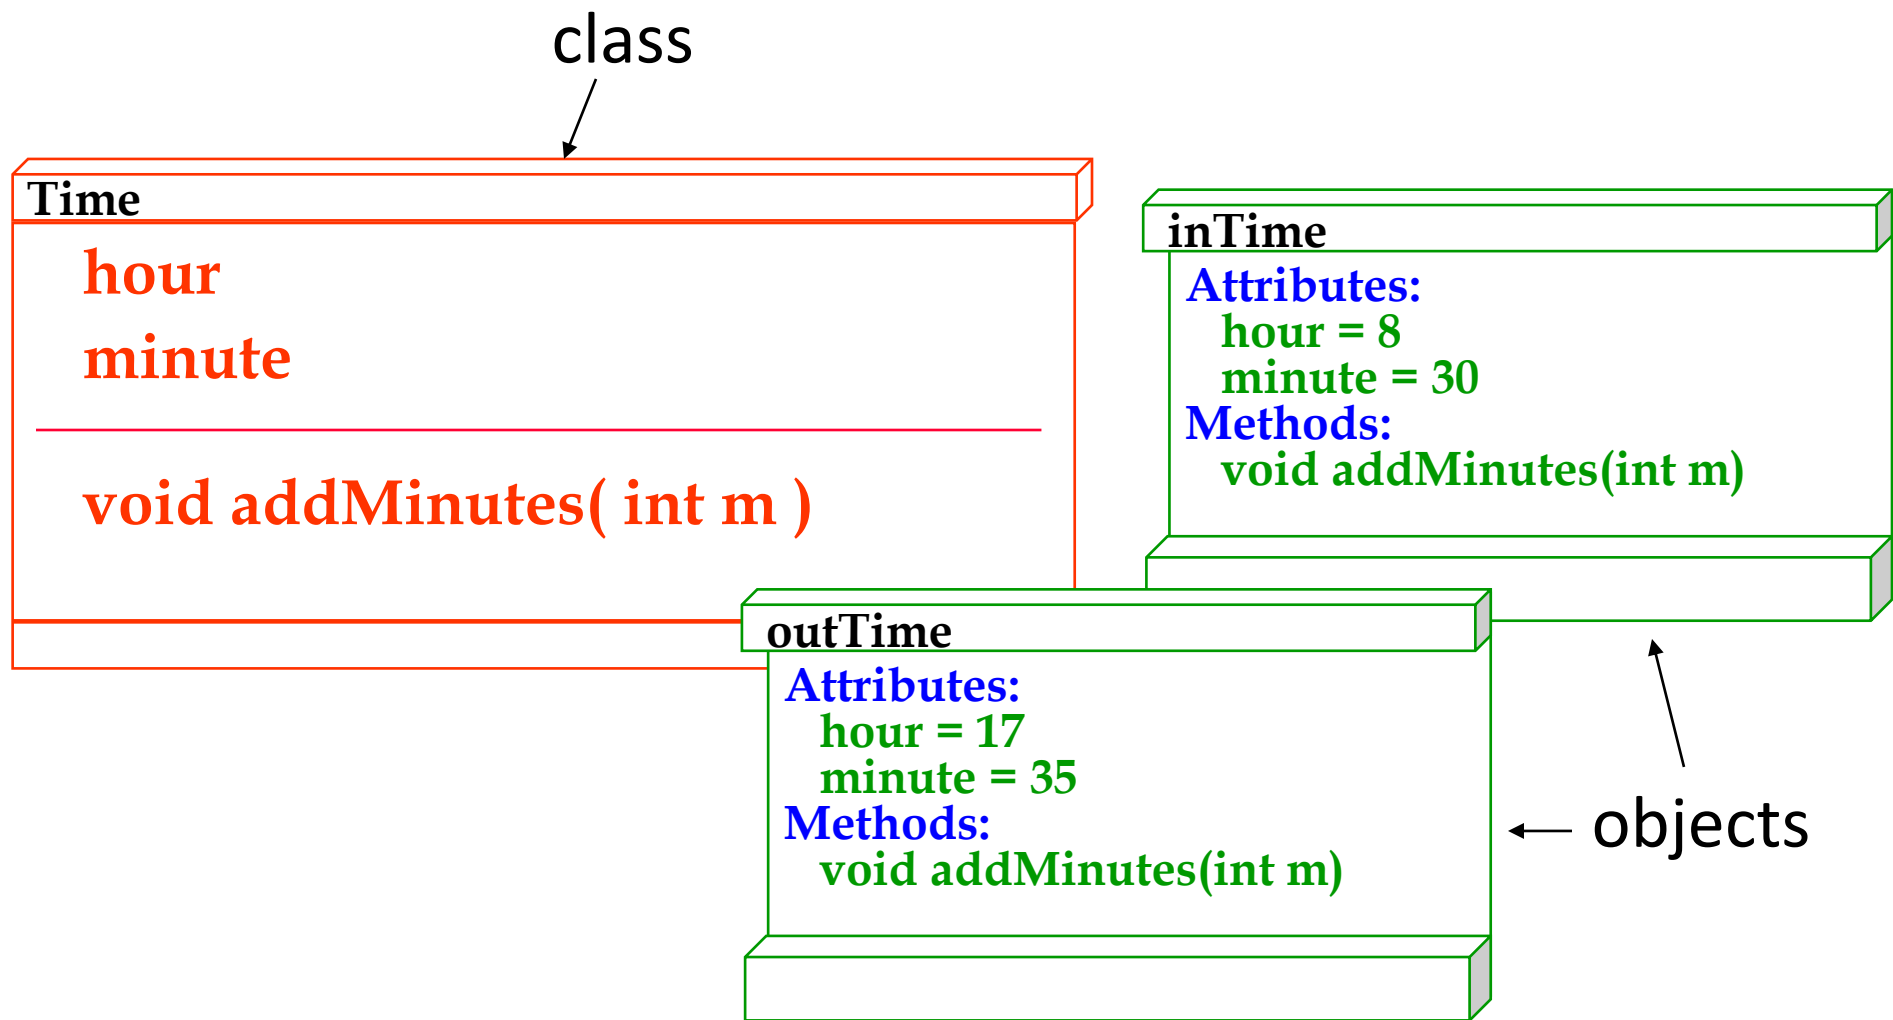 class
Time
hour
minute
void addMinutes( int m )
inTime
Attributes:
hour = 8
minute = 30
Methods:
void addMinutes(int m)
outTime
Attributes:
hour = 17
minute = 35
Methods:
void addMinutes(int m)
objects